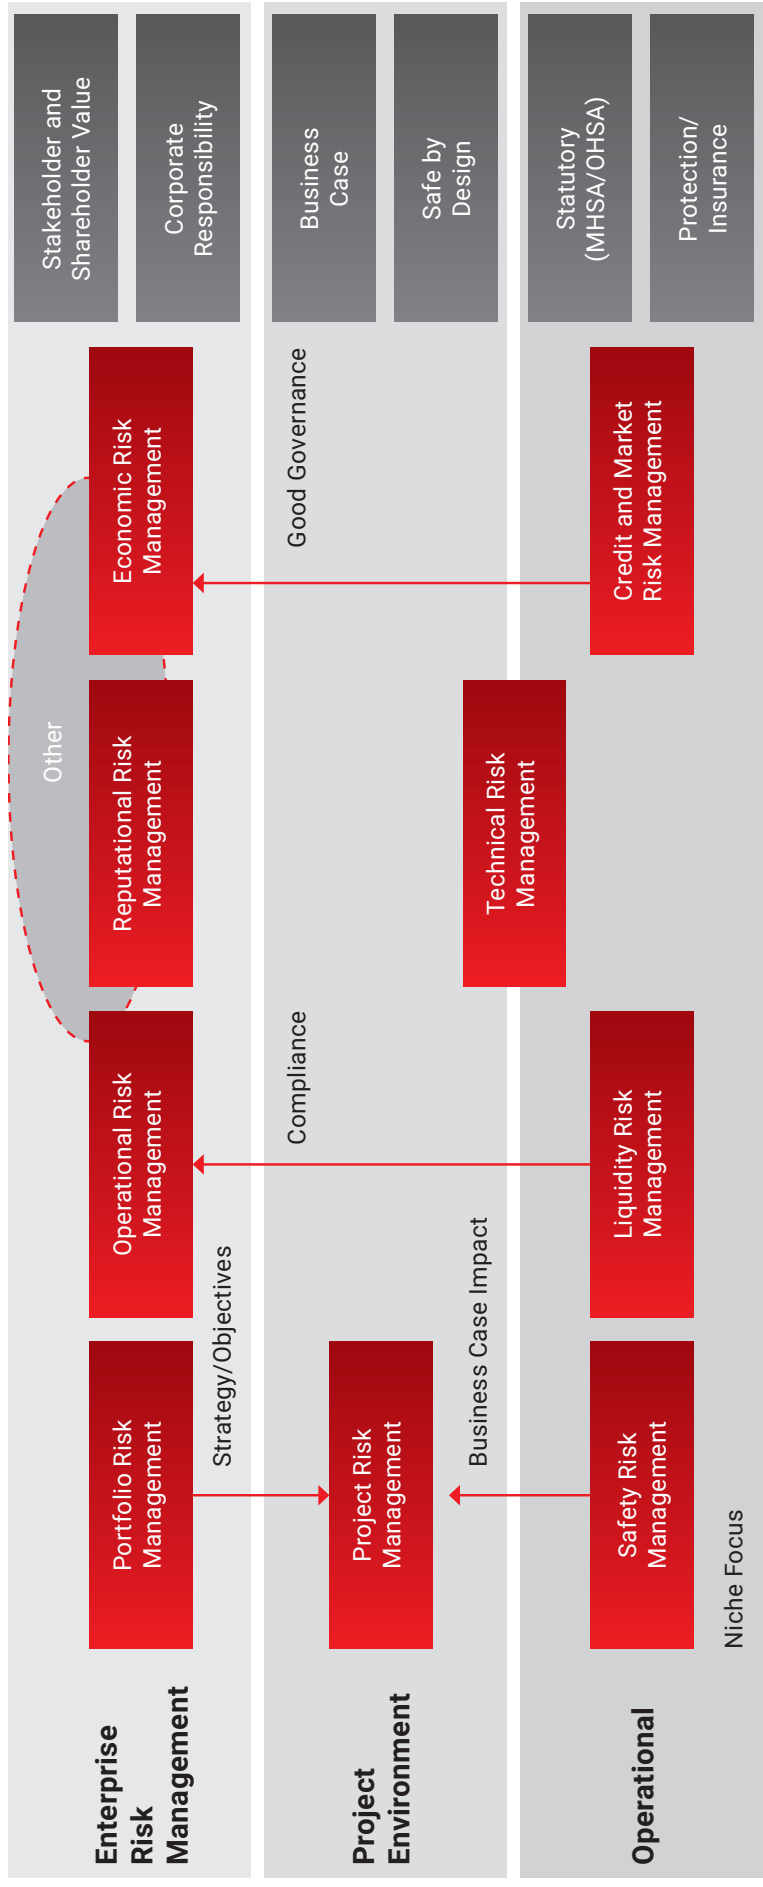 Enterprise
Risk
Management
Portfolio Risk
Management
Operational Risk
Management
Reputational Risk
Management
Economic Risk
Management
Other
Stakeholder and
Shareholder Value
Corporate
Responsibility
Strategy/Objectives
Project
Environment
Project Risk
Management
Compliance
Good Governance
Business
Case
Safe by
Design
Business Case Impact
Technical Risk
Management
Operational
Safety Risk
Management
Liquidity Risk
Management
Credit and Market
Risk Management
Statutory
(MHSA/OHSA)
Protection/
Insurance
Niche Focus